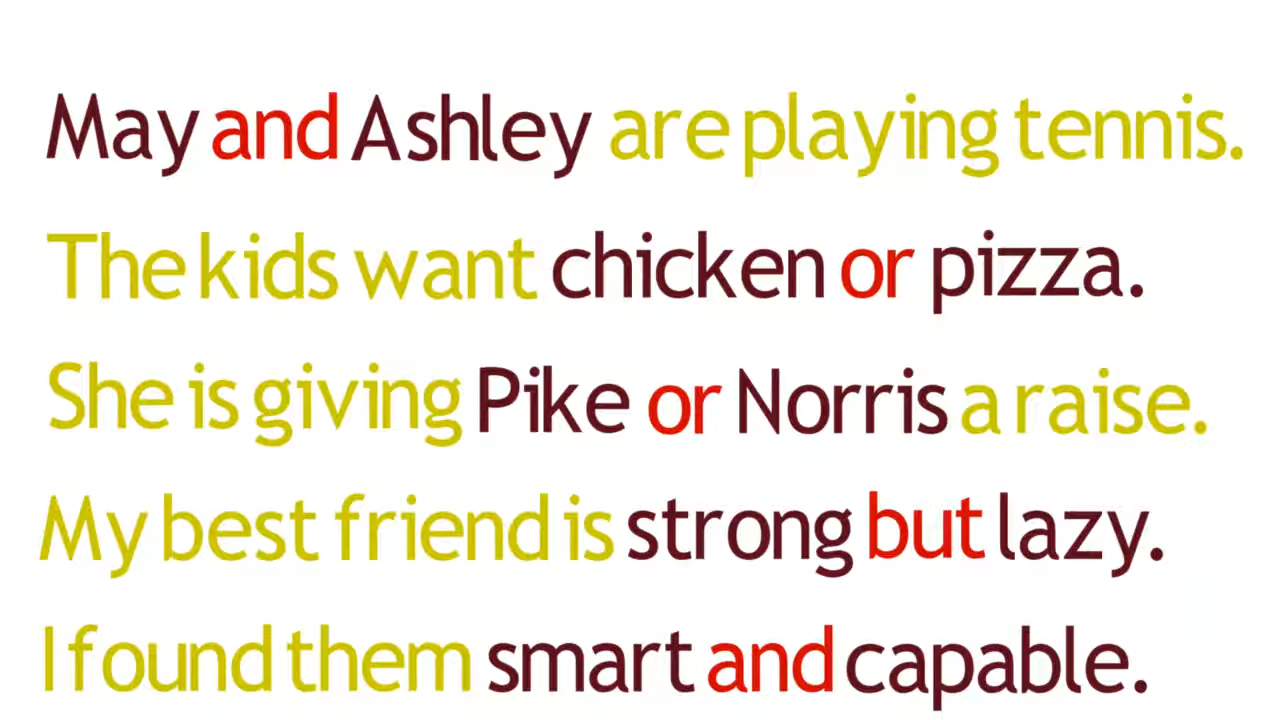 May and Ashley are playing tennis.
The kids want chicken or pizza.
She is giving Pike or Norris a raise.
My best friend is strong but lazy.
I found them smart and capable.